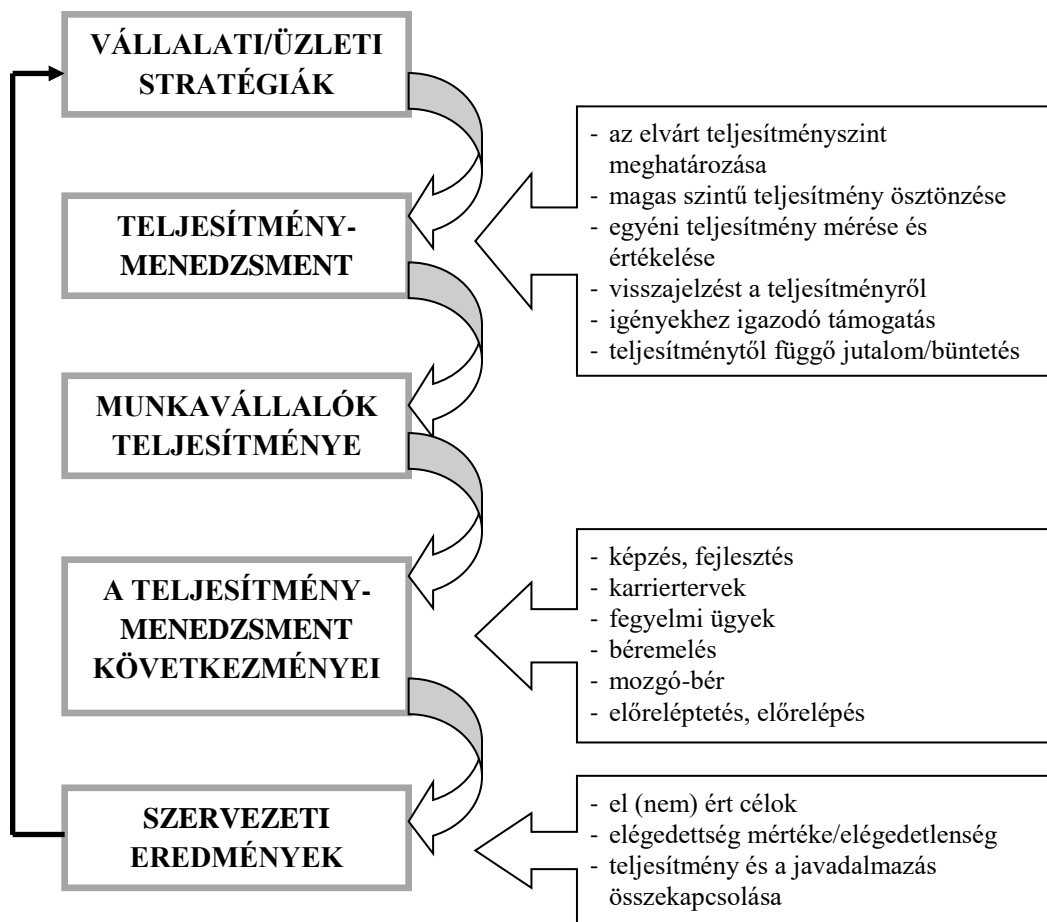 VÁLLALATI/ÜZLETI
STRATÉGIÁK
TELJESÍTMÉNY-
MENEDZSMENT
- az elvárt teljesítményszint
meghatározása
- magas szintű teljesítmény ösztönzése
- egyéni teljesítmény mérése és
értékelése
- visszajelzést a teljesítményről
- igényekhez igazodó támogatás
- teljesítménytől függő jutalom/büntetés
MUNKAVÁLLALÓK
TELJESÍTMÉNYE
A TELJESÍTMÉNY-
MENEDZSMENT
KÖVETKEZMÉNYEI
- képzés, fejlesztés
- karriertervek
- fegyelmi ügyek
- béremelés
- mozgó-bér
- előreléptetés, előrelépés
SZERVEZETI
EREDMÉNYEK
- el (nem) ért célok
- elégedettség mértéke/elégedetlenség
- teljesítmény és a javadalmazás
összekapcsolása